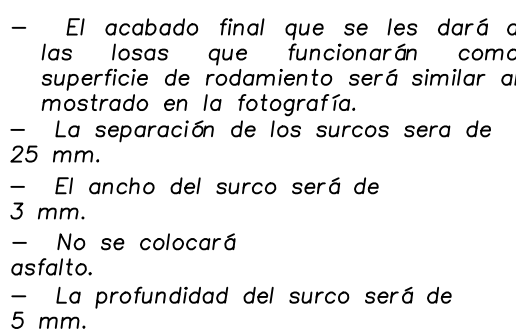 – El acabado final que se les dará a
las losas que funcionarán como
superficie de rodamiento será similar al
mostrado en la fotografía.
– La separación de los surcos sera de
25 mm.
– El ancho del surco será de
3 mm.
– No se colocará
asfalto.
– La profundidad del surco será de
5 mm.